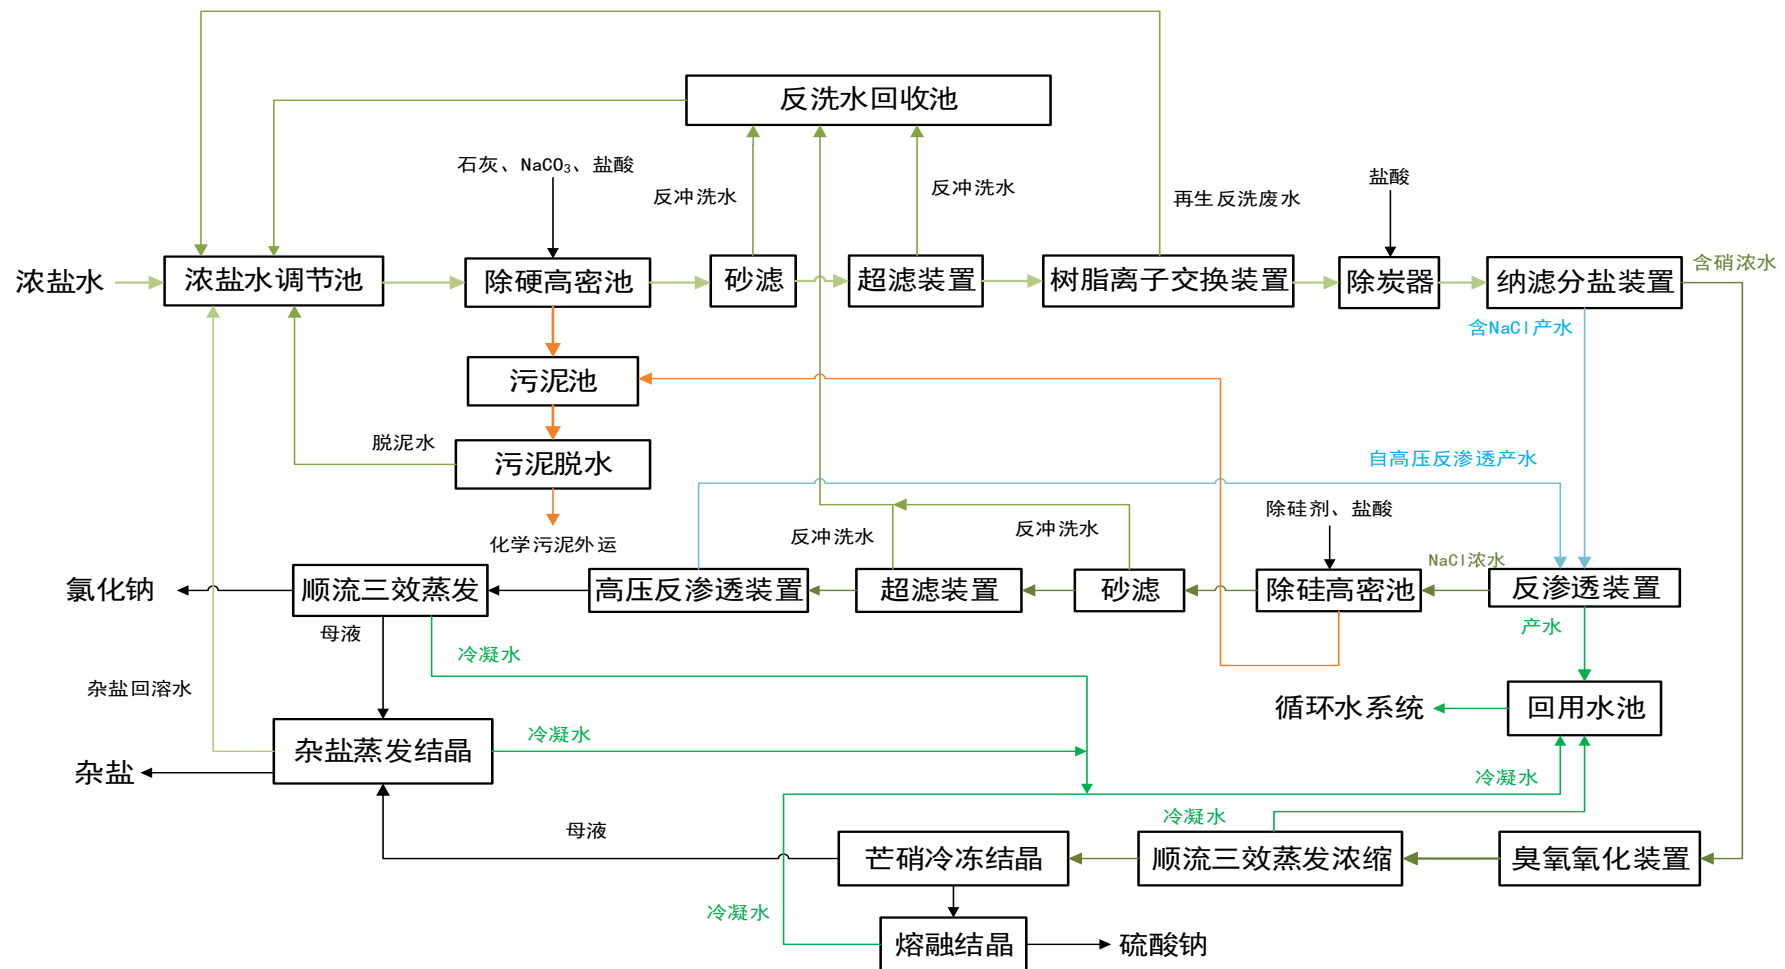 反洗水回收池
石灰、NaCO₃、盐酸
反冲洗水
反冲洗水
再生反洗废水
盐酸
浓盐水
浓盐水调节池
除硬高密池
砂滤
超滤装置
树脂离子交换装置
除炭器
纳滤分盐装置
含硝浓水
含NaCl产水
污泥池
脱泥水
污泥脱水
自高压反渗透产水
化学污泥外运
反冲洗水
反冲洗水
除硅剂、盐酸
NaCl浓水
氯化钠
顺流三效蒸发
高压反渗透装置
超滤装置
砂滤
除硅高密池
反渗透装置
母液
冷凝水
产水
杂盐回溶水
循环水系统
回用水池
杂盐蒸发结晶
冷凝水
杂盐
冷凝水
母液
冷凝水
芒硝冷冻结晶
顺流三效蒸发浓缩
臭氧氧化装置
冷凝水
熔融结晶
硫酸钠